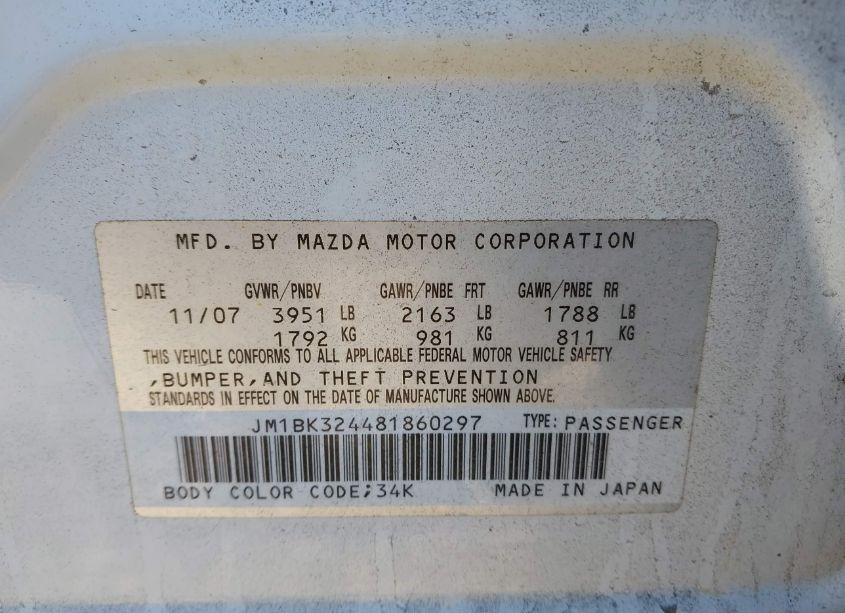 MFD. BY MAZDA MOTOR CORPORATION
DATE GVWR/PNBV GAWR/PNBE FRT GAWR/PNBE RR
11/07 3951 LB 2163 LB 1788 LB
1792 KG 981 KG 811 KG
THIS VEHICLE CONFORMS TO ALL APPLICABLE FEDERAL MOTOR VEHICLE SAFETY
,BUMPER,AND THEFT PREVENTION
STANDARDS IN EFFECT ON THE DATE OF MANUFACTURE SHOWN ABOVE.
JM1BK324481860297 TYPE: PASSENGER
BODY COLOR CODE;34K MADE IN JAPAN